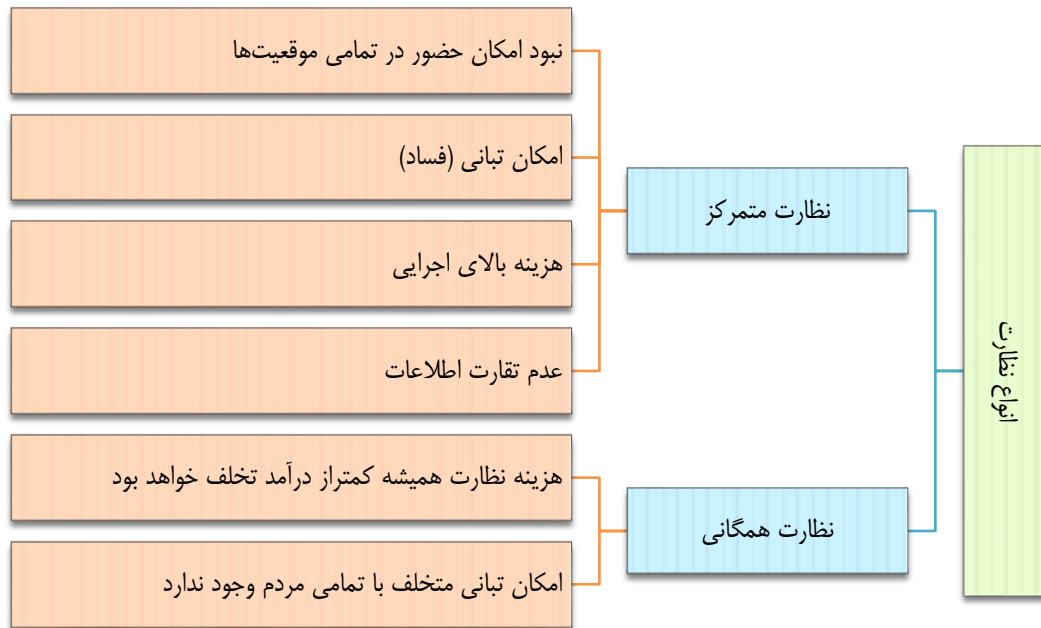 انواع نظارت
نظارت متمرکز
نبود امکان حضور در تمامی موقعیت‌ها
امکان تبانی (فساد)
هزینه بالای اجرایی
عدم تقارت اطلاعات
نظارت همگانی
هزینه نظارت همیشه کمتراز درآمد تخلف خواهد بود
امکان تبانی متخلف با تمامی مردم وجود ندارد